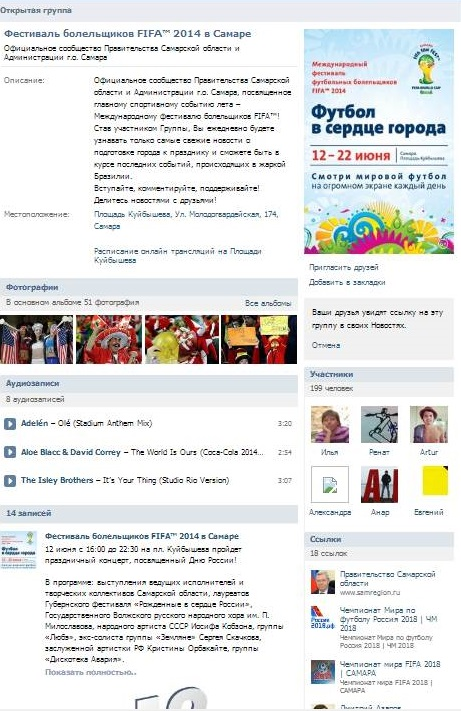 Открытая группа
Фестиваль болельщиков FIFA™ 2014 в Самаре
Официальное сообщество Правительства Самарской области и
Администрации г.о. Самара
Описание:
Официальное сообщество Правительства Самарской
области и Администрации г.о. Самара, посвященное
главному спортивному событию лета –
Международному фестивалю болельщиков FIFA™!
Став участником Группы, Вы ежедневно будете
узнавать только самые свежие новости о
подготовке города к празднику и сможете быть в
курсе последних событий, происходящих в жаркой
Бразилии.
Вступайте, комментируйте, поддерживайте!
Делитесь новостями с друзьями!
Местоположение:
Площадь Куйбышева, Ул. Молодогвардейская, 174,
Самара
Расписание онлайн трансляций на Площади
Куйбышева
Фотографии
В основном альбоме 51 фотография
Все альбомы
Аудиозаписи
8 аудиозаписей
Adelén – Olé (Stadium Anthem Mix)
3:20
Aloe Blacc & David Correy – The World Is Ours (Coca-Cola 2014...
2:54
The Isley Brothers – It's Your Thing (Studio Rio Version)
3:07
14 записей
Фестиваль болельщиков FIFA™ 2014 в Самаре
12 июня с 16:00 до 22:30 на пл. Куйбышева пройдет
праздничный концерт, посвященный Дню России!
В программе: выступления ведущих исполнителей и
творческих коллективов Самарской области, лауреатов
Губернского фестиваля «Рожденные в сердце России»,
Государственного Волжского русского народного хора им. П.
Милославова, народного артиста СССР Иосифа Кобзона, группы
«Любэ», экс-солиста группы «Земляне» Сергея Скачкова,
заслуженной артистки РФ Кристины Орбакайте, группы
«Дискотека Авария».
Показать полностью..
Международный
фестиваль
футбольных болельщиков
FIFA™ 2014
FIFA WORLD CUP
Brasil
Футбол
в сердце города
12–22 июня
Самара
Площадь Куйбышева
Смотри мировой футбол
на огромном экране каждый день
Пригласить друзей
Добавить в закладки
Ваши друзья увидят ссылку на эту
группу в своих Новостях.
Отмена
Участники
199 человек
Илья
Ренат
Artur
Александра
Анар
Евгений
Ссылки
18 ссылок
Правительство Самарской
области
www.samregion.ru
Россия
2018.рф
Чемпионат Мира по
футболу Россия 2018 | ЧМ
2018
Чемпионат Мира по футболу
Россия 2018 | ЧМ 2018
Чемпионат мира FIFA 2018
| САМАРА
Чемпионат мира FIFA 2018 |
САМАРА
Дмитрий Азаров